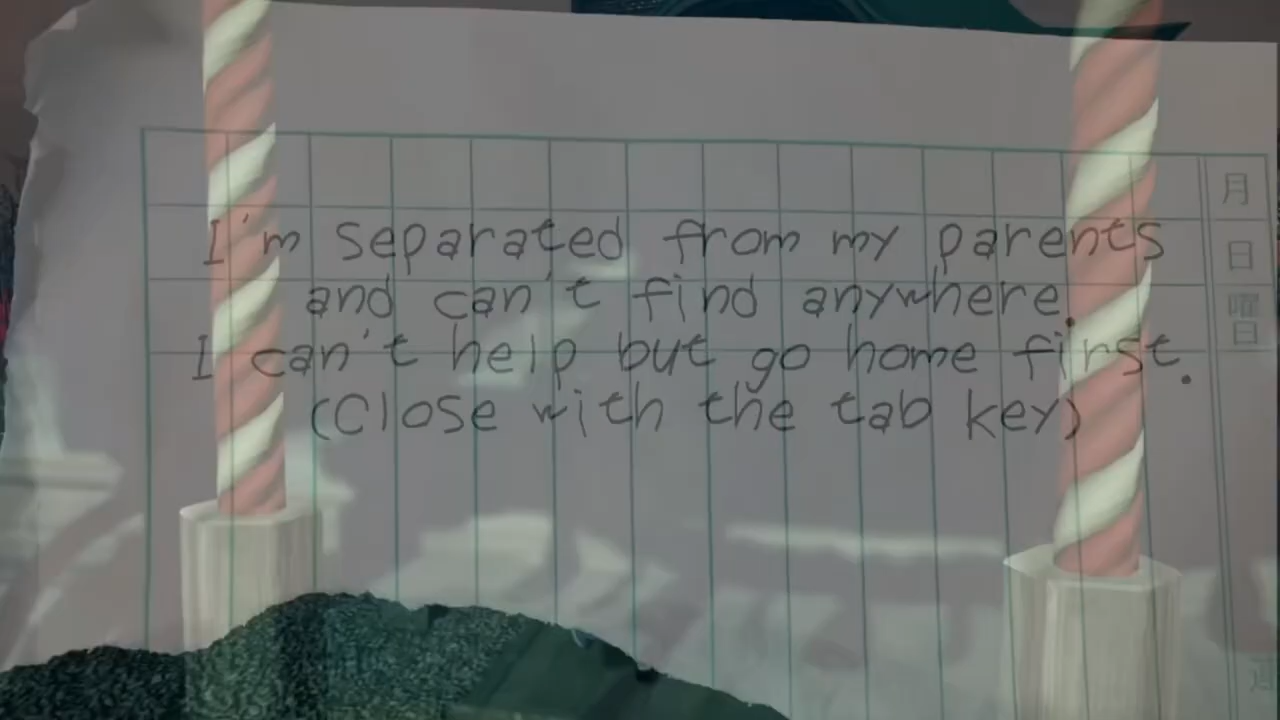 I'm separated from my parents
and can't find anywhere.
I can't help but go home first.
(Close with the tab key)
月
日
曜
日